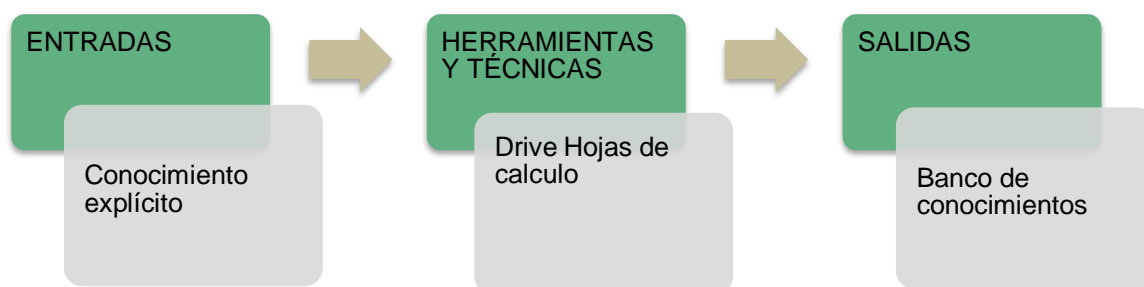 ENTRADAS
Conocimiento
explícito
HERRAMIENTAS
Y TÉCNICAS
Drive Hojas de
calculo
SALIDAS
Banco de
conocimientos